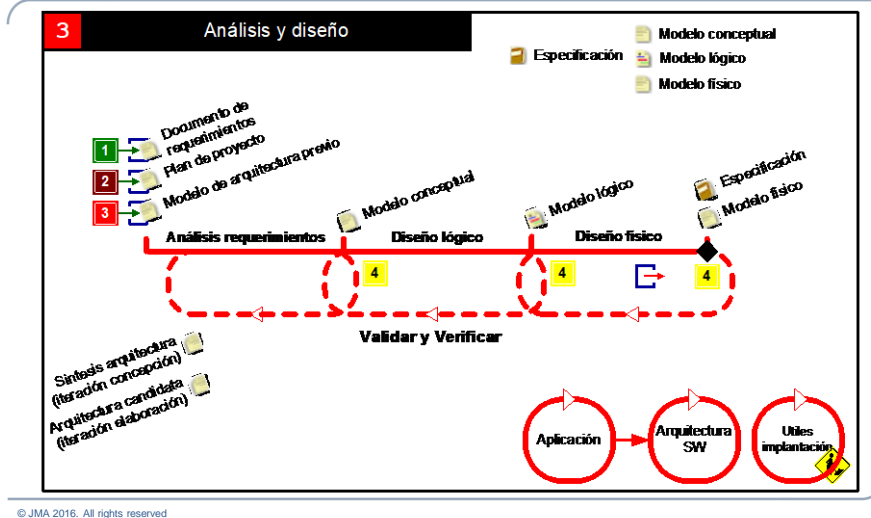 3
Análisis y diseño
Especificación
Modelo conceptual
Modelo lógico
Modelo físico
1
Documento de
requerimientos
2
Plan de proyecto
3
Modelo de arquitectura previo
Modelo conceptual
Modelo lógico
Especificación
Modelo físico
Análisis requerimientos
Diseño lógico
Diseño físico
4
4
4
Validar y Verificar
Síntesis arquitectura
(iteración concepción)
Arquitectura candidata
(iteración elaboración)
Aplicación
Arquitectura
SW
Utiles
implantación
© JMA 2016. All rights reserved